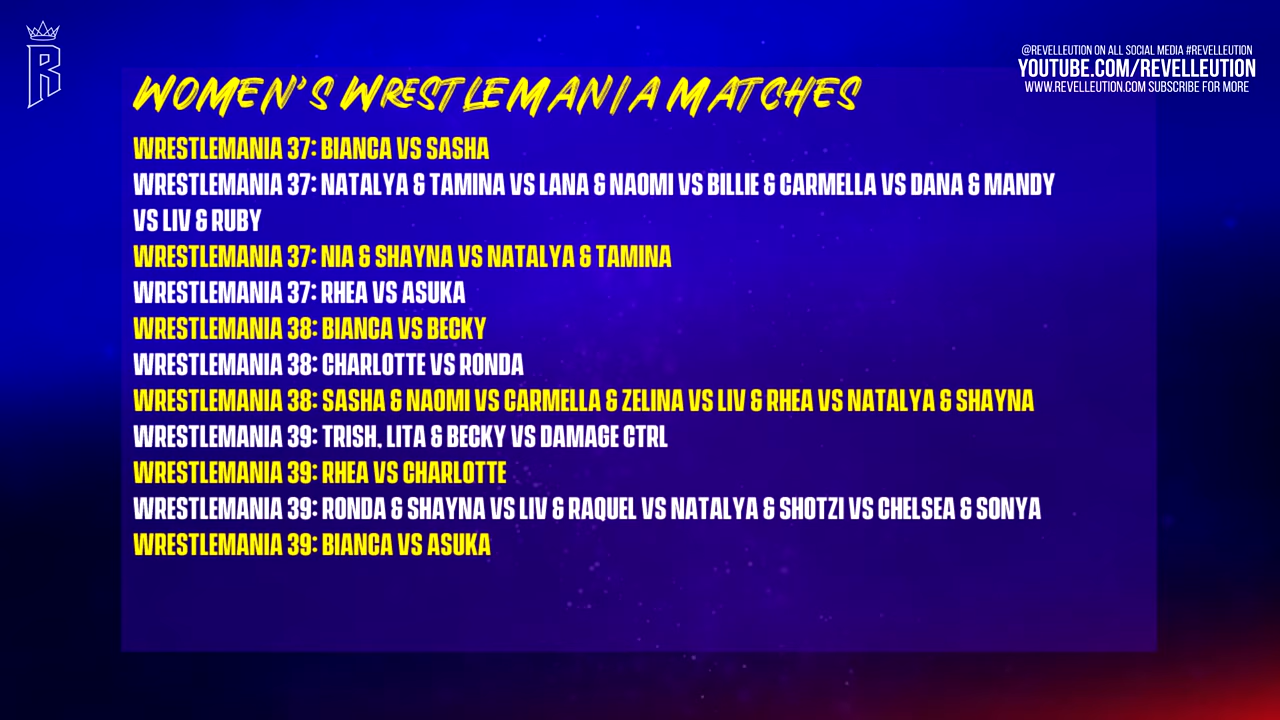 R
@REVELLEUTION ON ALL SOCIAL MEDIA #REVELLEUTION
YOUTUBE.COM/REVELLEUTION
WWW.REVELLEUTION.COM SUBSCRIBE FOR MORE
WOMEN'S WRESTLEMANIA MATCHES
WRESTLEMANIA 37: BIANCA VS SASHA
WRESTLEMANIA 37: NATALYA & TAMINA VS LANA & NAOMI VS BILLIE & CARMELLA VS DANA & MANDY
VS LIV & RUBY
WRESTLEMANIA 37: NIA & SHAYNA VS NATALYA & TAMINA
WRESTLEMANIA 37: RHEA VS ASUKA
WRESTLEMANIA 38: BIANCA VS BECKY
WRESTLEMANIA 38: CHARLOTTE VS RONDA
WRESTLEMANIA 38: SASHA & NAOMI VS CARMELLA & ZELINA VS LIV & RHEA VS NATALYA & SHAYNA
WRESTLEMANIA 39: TRISH, LITA & BECKY VS DAMAGE CTRL
WRESTLEMANIA 39: RHEA VS CHARLOTTE
WRESTLEMANIA 39: RONDA & SHAYNA VS LIV & RAQUEL VS NATALYA & SHOTZI VS CHELSEA & SONYA
WRESTLEMANIA 39: BIANCA VS ASUKA